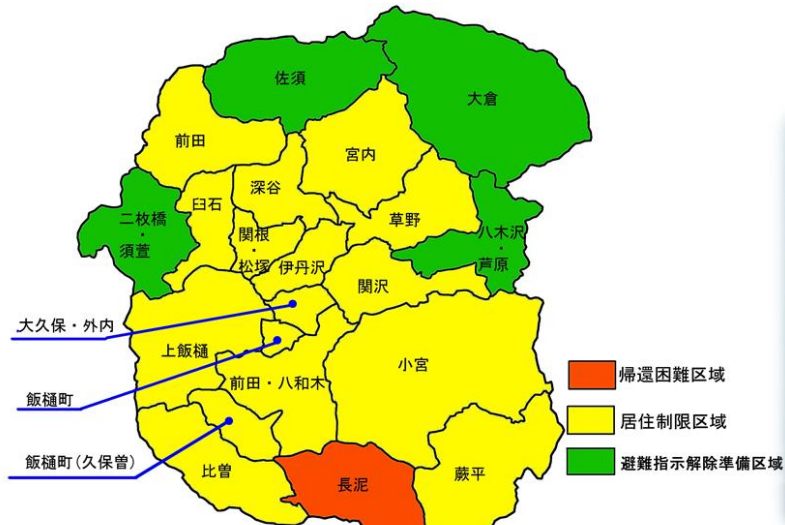 佐須
大倉
前田
宮内
深谷
臼石
草野
二枚橋
・
須萱
関根
・
松塚
八木沢
・
芦原
伊丹沢
関沢
大久保・外内
上飯樋
小宮
前田・八和木
飯樋町
飯樋町(久保曽)
比曽
長泥
蕨平
帰還困難区域
居住制限区域
避難指示解除準備区域